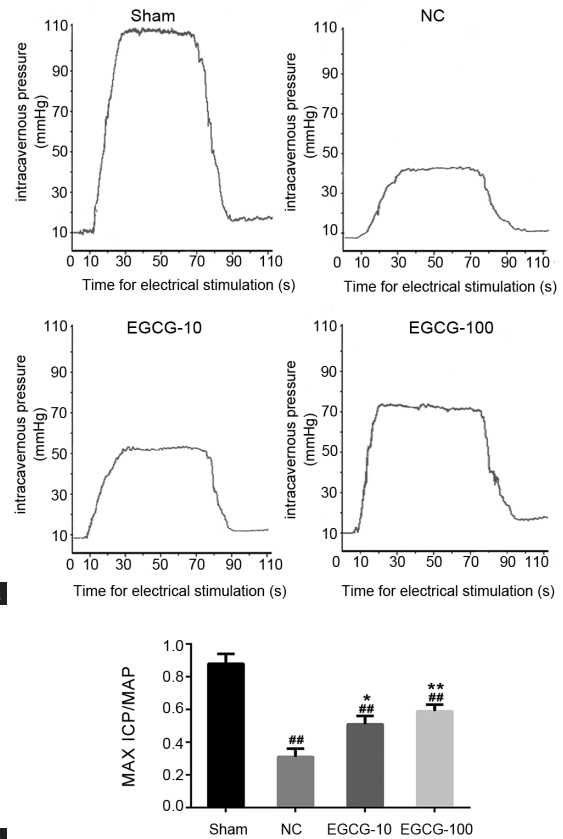 Sham
110
90
70
50
30
10
intracavernous pressure
(mmHg)
0 10 30 50 70 90 110
Time for electrical stimulation (s)
NC
110
90
70
50
30
10
intracavernous pressure
(mmHg)
0 10 30 50 70 90 110
Time for electrical stimulation (s)
EGCG-10
110
90
70
50
30
10
intracavernous pressure
(mmHg)
0 10 30 50 70 90 110
Time for electrical stimulation (s)
EGCG-100
110
90
70
50
30
10
intracavernous pressure
(mmHg)
0 10 30 50 70 90 110
Time for electrical stimulation (s)
MAX ICP/MAP
1.0
0.8
0.6
0.4
0.2
0.0
##
*
##
**
##
Sham NC EGCG-10 EGCG-100